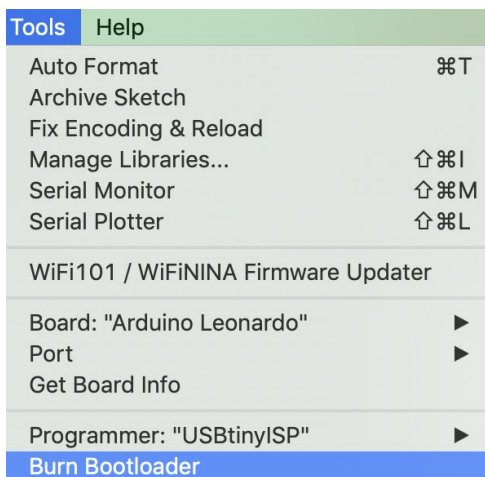 Tools Help
Auto Format ⌘T
Archive Sketch
Fix Encoding & Reload
Manage Libraries... ⇧⌘I
Serial Monitor ⇧⌘M
Serial Plotter ⇧⌘L
WiFi101 / WiFiNINA Firmware Updater
Board: "Arduino Leonardo" ▶
Port ▶
Get Board Info
Programmer: "USBtinyISP" ▶
Burn Bootloader